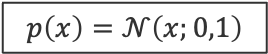 p(x) = 𝒩(x; 0,1)